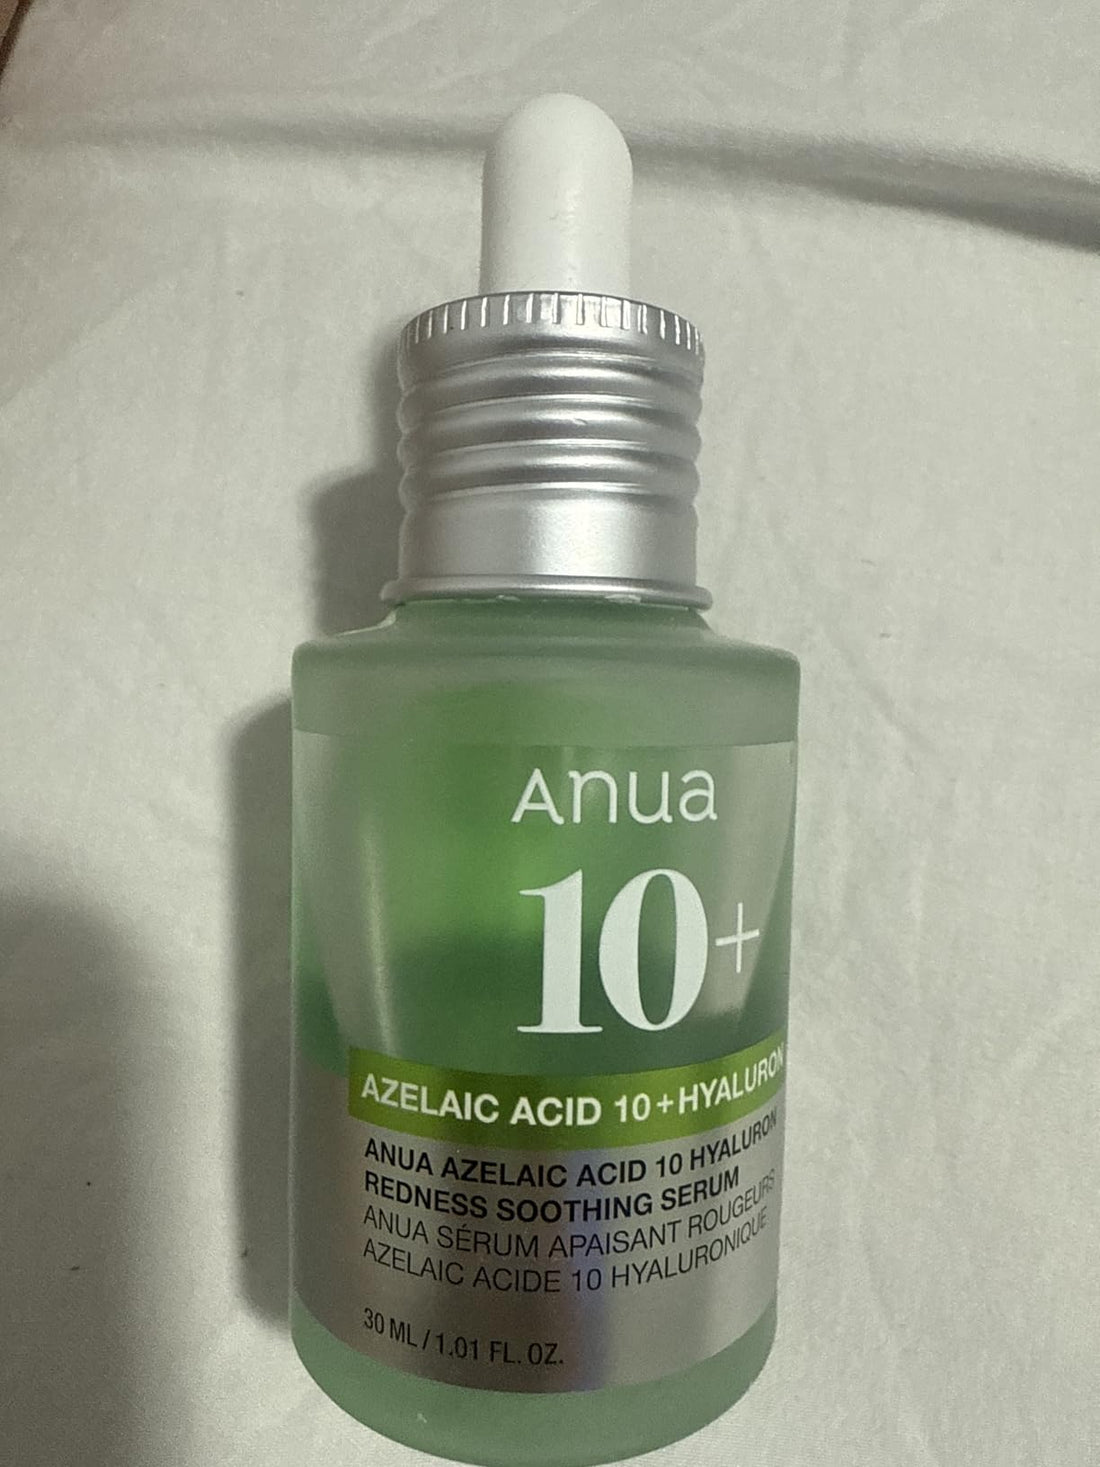 Anua
10+
AZELAIC ACID 10+HYALURON
ANUA AZELAIC ACID 10 HYALURON
REDNESS SOOTHING SERUM
ANUA SÉRUM APAISANT ROUGEURS
AZELAIC ACIDE 10 HYALURONIQUE
30 ML / 1.01 FL. OZ.